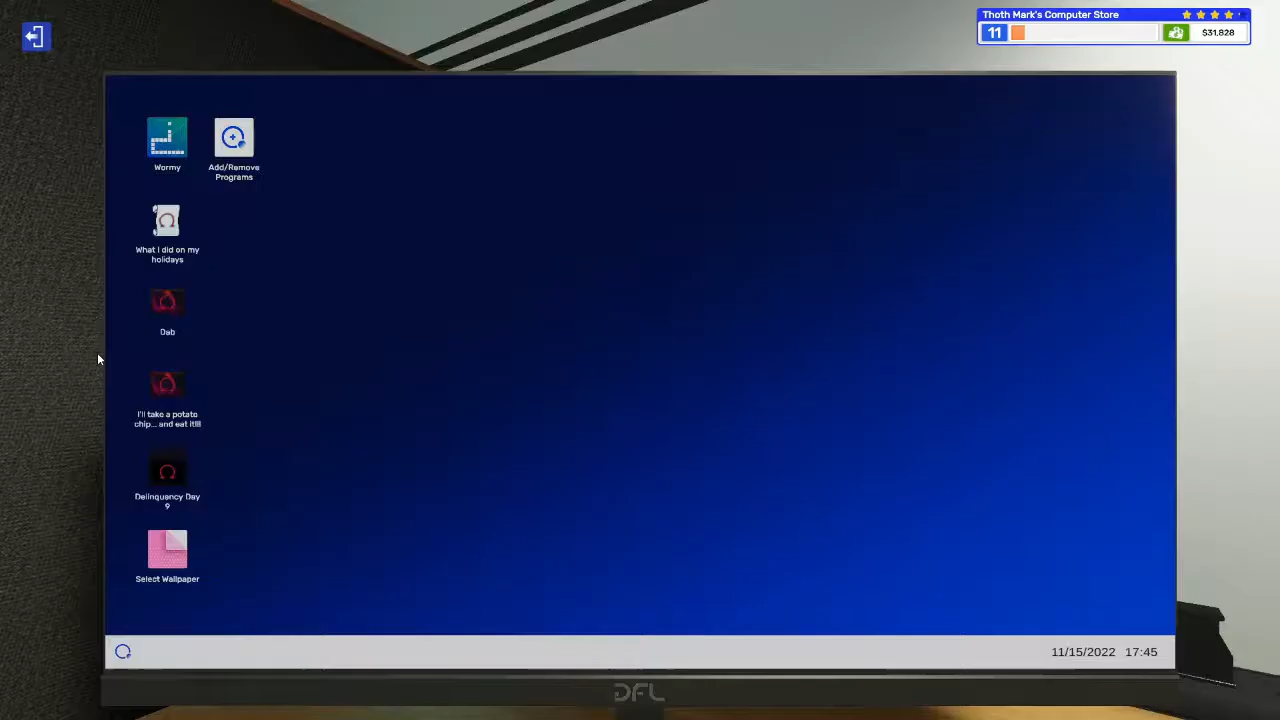 Thoth Mark's Computer Store
11
$31.828
Wormy
Add/Remove
Programs
What I did on my
holidays
Dab
I'll take a potato
chip... and eat it!!!
Delinquency Day
9
Select Wallpaper
11/15/2022 17:45
DFL